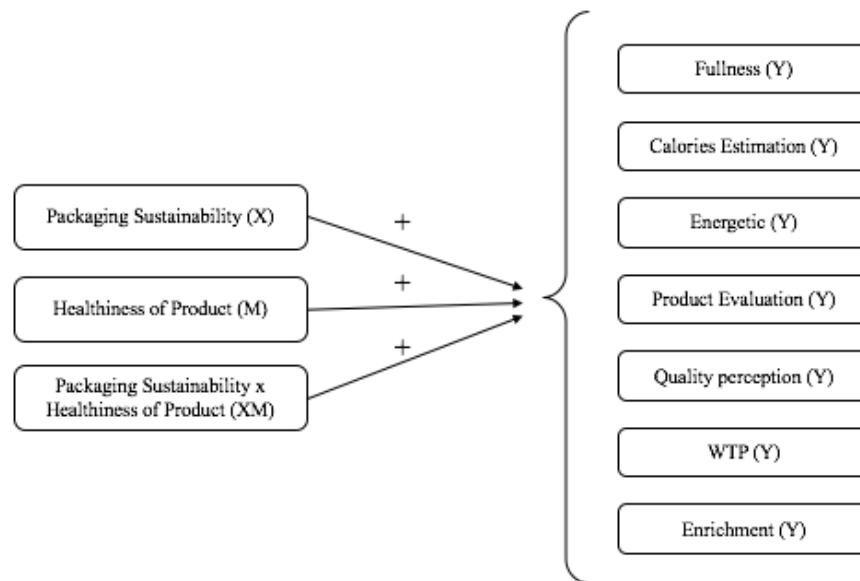 Packaging Sustainability (X)
Healthiness of Product (M)
Packaging Sustainability x
Healthiness of Product (XM)
+
+
+
Fullness (Y)
Calories Estimation (Y)
Energetic (Y)
Product Evaluation (Y)
Quality perception (Y)
WTP (Y)
Enrichment (Y)